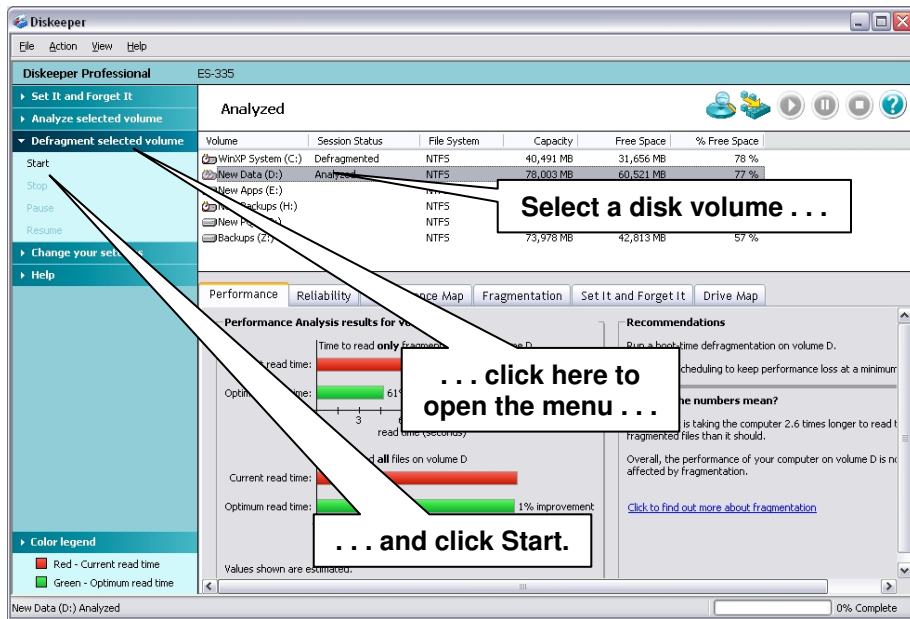 Diskeeper
File Action View Help
Diskeeper Professional ES-335
Set It and Forget It
Analyze selected volume
Defragment selected volume
Start
Stop
Pause
Resume
Change your
Help
Color legend
Red - Current read time
Green - Optimum read time
Analyzed
Volume Session Status File System Capacity Free Space % Free Space
WinXP System (C:) Defragmented NTFS 40,491 MB 31,656 MB 78 %
New Data (D:) Analyzed NTFS 78,003 MB 60,521 MB 77 %
New Apps (E:)
Backups (H:) NTFS
New NTFS
Backups (Z:) NTFS 73,978 MB 42,813 MB 57 %
Select a disk volume . . .
Performance Reliability Map Fragmentation Set It and Forget It Drive Map
Performance Analysis results for
Time to read only
read time:
time: 61%
3
read time (seconds)
. . . click here to
open the menu . . .
all files on volume D
Current read time:
Optimum read time: 1% improvement
. . . and click Start.
Values shown are estimated.
Recommendations
Run a boot-time defragmentation on volume D.
to keep performance loss at a minimum
numbers mean?
is taking the computer 2.6 times longer to read
fragmented files than it should.
Overall, the performance of your computer on volume D is
affected by fragmentation.
Click to find out more about fragmentation
New Data (D:) Analyzed 0% Complete